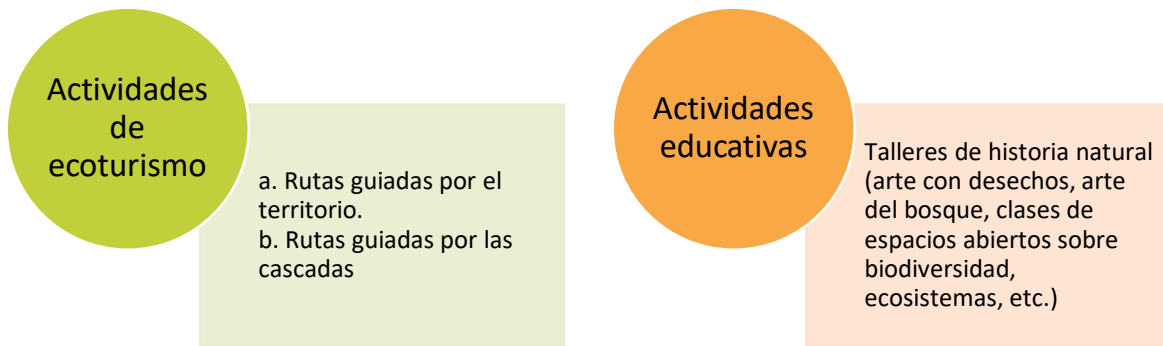 Actividades
de
ecoturismo
a. Rutas guiadas por el
territorio.
b. Rutas guiadas por las
cascadas
Actividades
educativas
Talleres de historia natural
(arte con desechos, arte
del bosque, clases de
espacios abiertos sobre
biodiversidad,
ecosistemas, etc.)